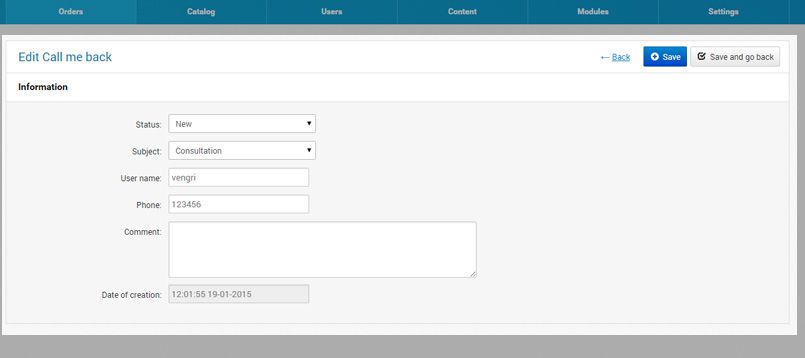 Orders Catalog Users Content Modules Settings
Edit Call me back ← Back Save Save and go back
Information
Status: New
Subject: Consultation
User name: vengri
Phone: 123456
Comment:
Date of creation: 12:01:55 19-01-2015